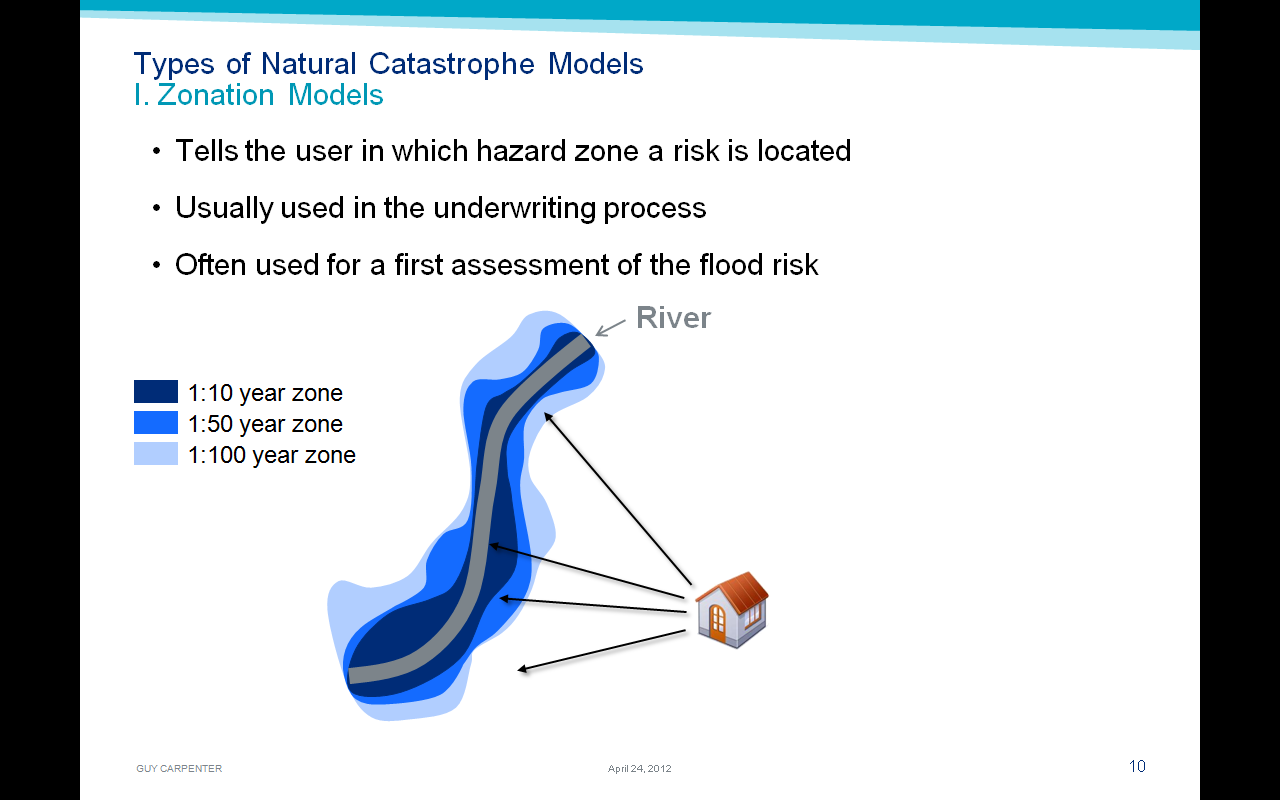 Types of Natural Catastrophe Models
I. Zonation Models
• Tells the user in which hazard zone a risk is located
• Usually used in the underwriting process
• Often used for a first assessment of the flood risk
River
1:10 year zone
1:50 year zone
1:100 year zone
GUY CARPENTER
April 24, 2012
10